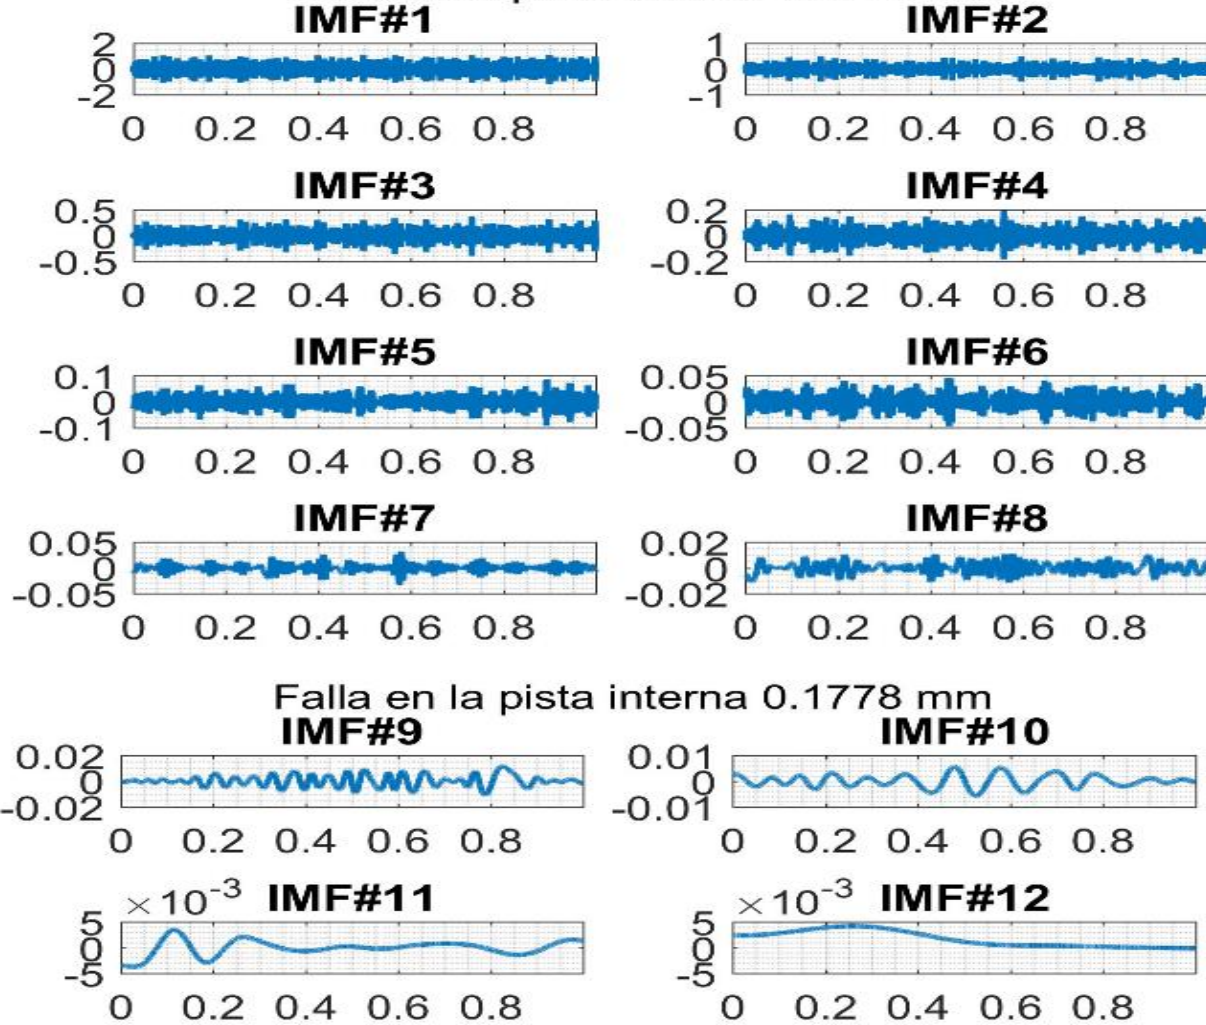 IMF#1 IMF#2
2 1
0 0
-2 -1
0 0.2 0.4 0.6 0.8 0 0.2 0.4 0.6 0.8
IMF#3 IMF#4
0.5 0.2
0 0
-0.5 -0.2
0 0.2 0.4 0.6 0.8 0 0.2 0.4 0.6 0.8
IMF#5 IMF#6
0.1 0.05
0 0
-0.1 -0.05
0 0.2 0.4 0.6 0.8 0 0.2 0.4 0.6 0.8
IMF#7 IMF#8
0.05 0.02
0 0
-0.05 -0.02
0 0.2 0.4 0.6 0.8 0 0.2 0.4 0.6 0.8
Falla en la pista interna 0.1778 mm
IMF#9 IMF#10
0.02 0.01
0 0
-0.02 -0.01
0 0.2 0.4 0.6 0.8 0 0.2 0.4 0.6 0.8
×10⁻³ IMF#11 ×10⁻³ IMF#12
5 5
0 0
-5 -5
0 0.2 0.4 0.6 0.8 0 0.2 0.4 0.6 0.8